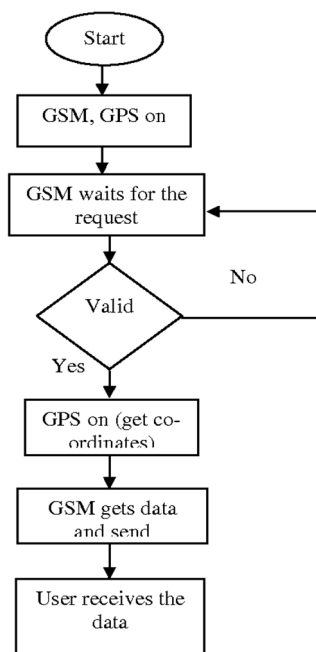 Start
GSM, GPS on
GSM waits for the
request
No
Valid
Yes
GPS on (get co-
ordinates)
GSM gets data
and send
User receives the
data